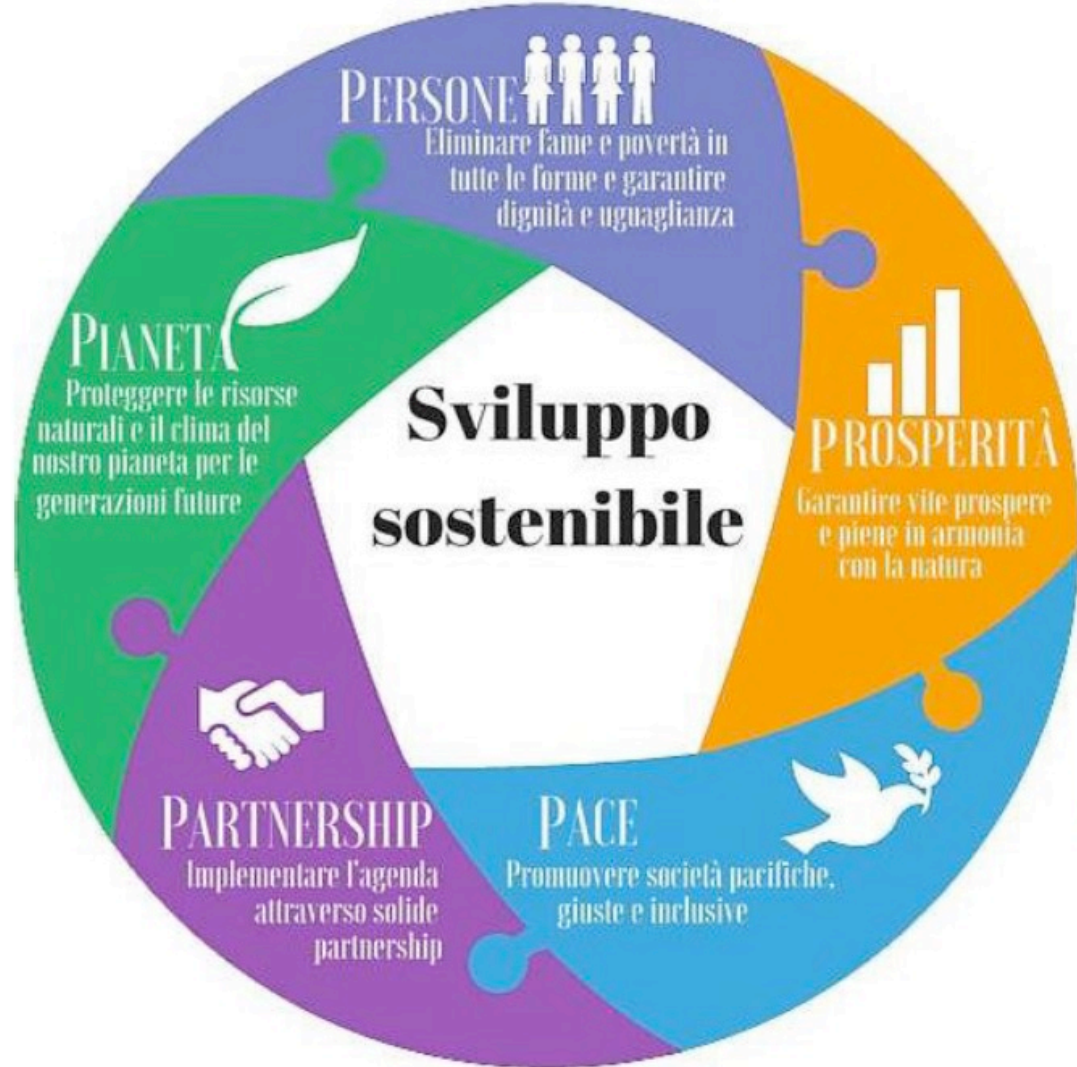 PERSONE
Eliminare fame e povertà in
tutte le forme e garantire
dignità e uguaglianza
PIANETA
Proteggere le risorse
naturali e il clima del
nostro pianeta per le
generazioni future
Sviluppo
sostenibile
PROSPERITÀ
Garantire vite prospere
e piene in armonia
con la natura
PARTNERSHIP
Implementare l'agenda
attraverso solide
partnership
PACE
Promuovere società pacifiche,
giuste e inclusive